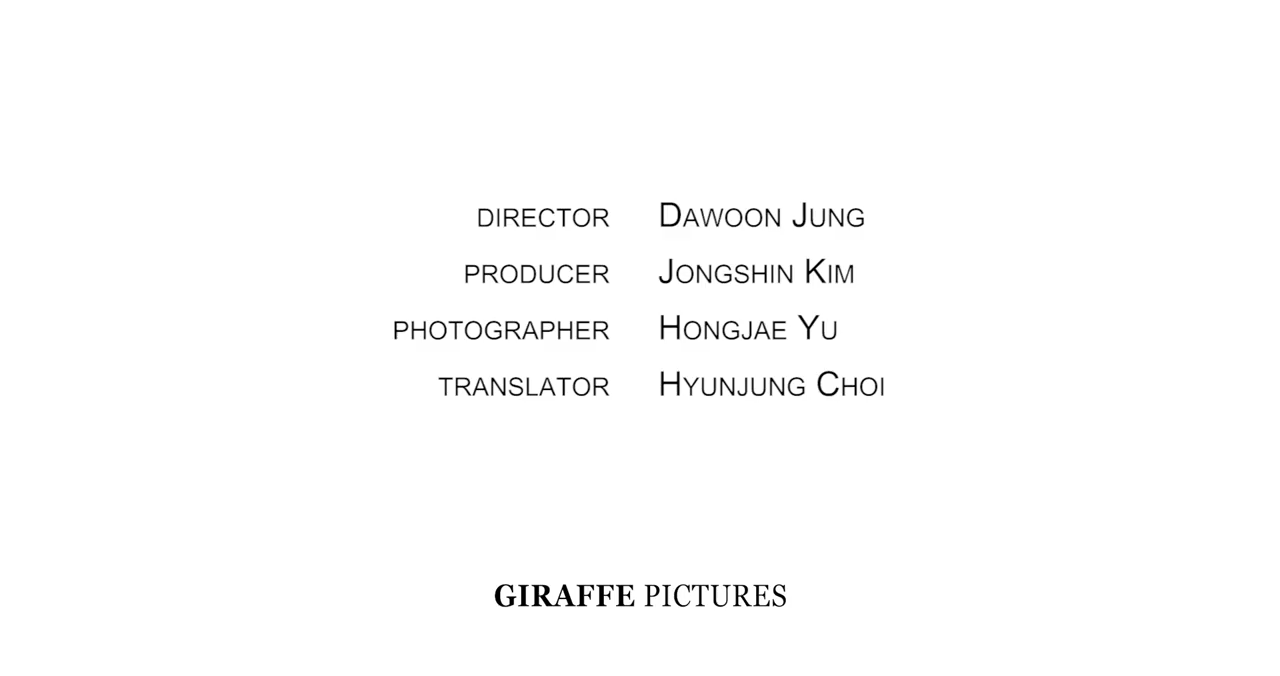 DIRECTOR Dawoon Jung
PRODUCER Jongshin Kim
PHOTOGRAPHER Hongjae Yu
TRANSLATOR Hyunjung Choi
GIRAFFE PICTURES